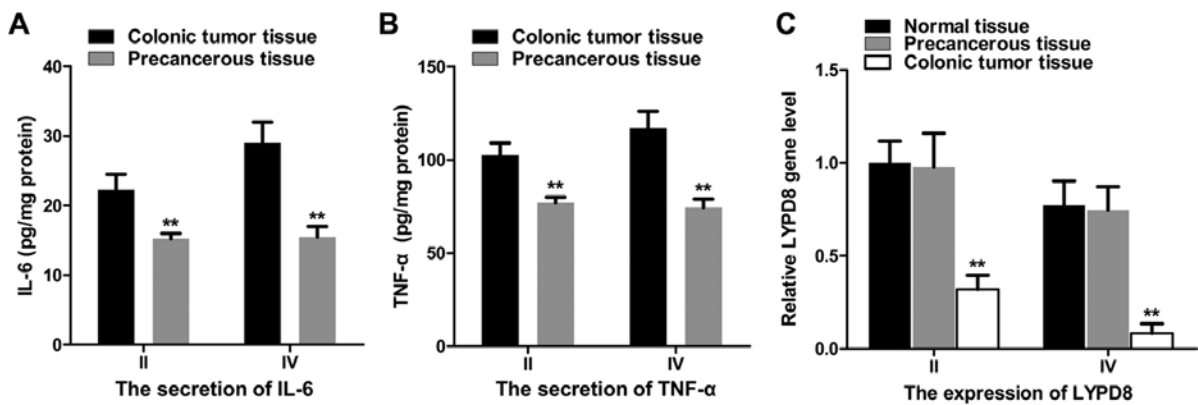 A
Colonic tumor tissue
Precancerous tissue
IL-6 (pg/mg protein)
40
30
20
10
0
**
**
II
IV
The secretion of IL-6
B
Colonic tumor tissue
Precancerous tissue
TNF-α (pg/mg protein)
150
100
50
0
**
**
II
IV
The secretion of TNF-α
C
Normal tissue
Precancerous tissue
Colonic tumor tissue
Relative LYPD8 gene level
1.5
1.0
0.5
0.0
**
**
II
IV
The expression of LYPD8